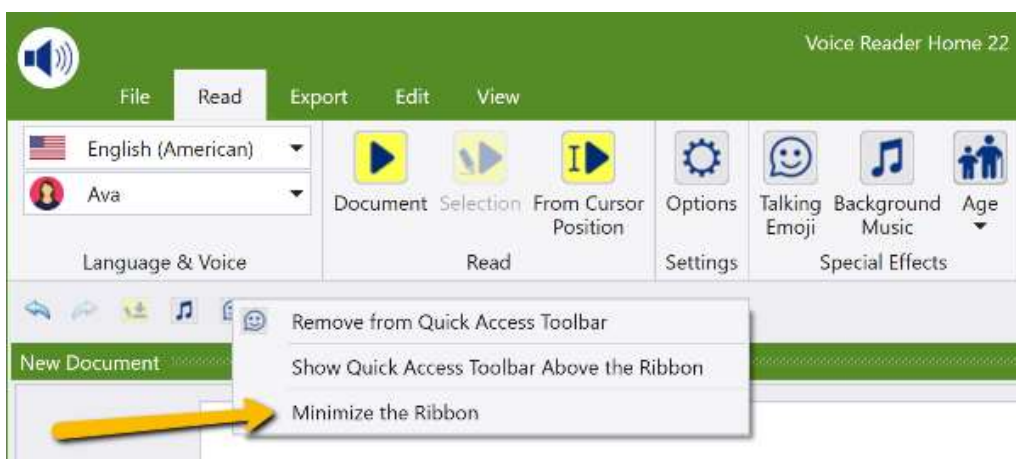 Voice Reader Home 22
File Read Export Edit View
English (American)
Ava
Document Selection From Cursor Position Options Talking Emoji Background Music Age
Language & Voice Read Settings Special Effects
Remove from Quick Access Toolbar
New Document
Show Quick Access Toolbar Above the Ribbon
Minimize the Ribbon